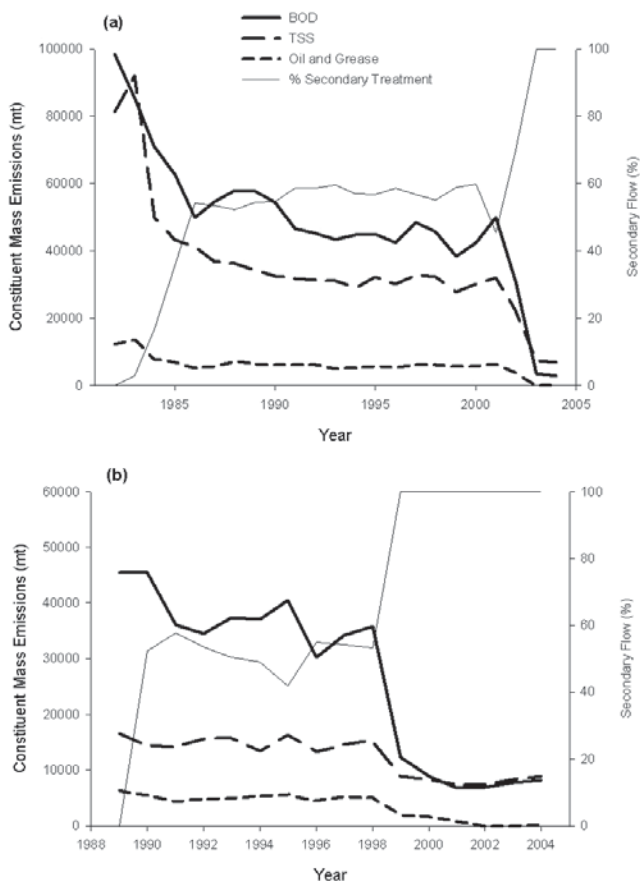 (a)
BOD
TSS
Oil and Grease
% Secondary Treatment
100000
80000
60000
40000
20000
0
Constituent Mass Emissions (mt)
100
80
60
40
20
0
Secondary Flow (%)
1985 1990 1995 2000 2005
Year
(b)
60000
50000
40000
30000
20000
10000
0
Constituent Mass Emissions (mt)
100
80
60
40
20
0
Secondary Flow (%)
1988 1990 1992 1994 1996 1998 2000 2002 2004
Year